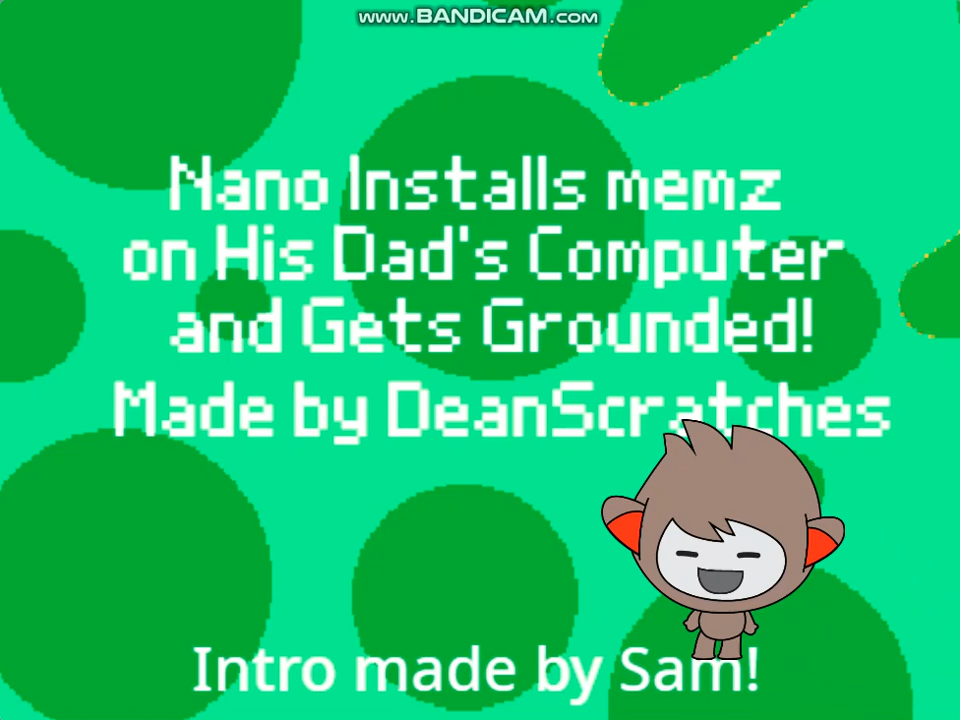 www.BANDICAM.com
Nano Installs memz
on His Dad's Computer
and Gets Grounded!
Made by DeanScratches
Intro made by Sam!